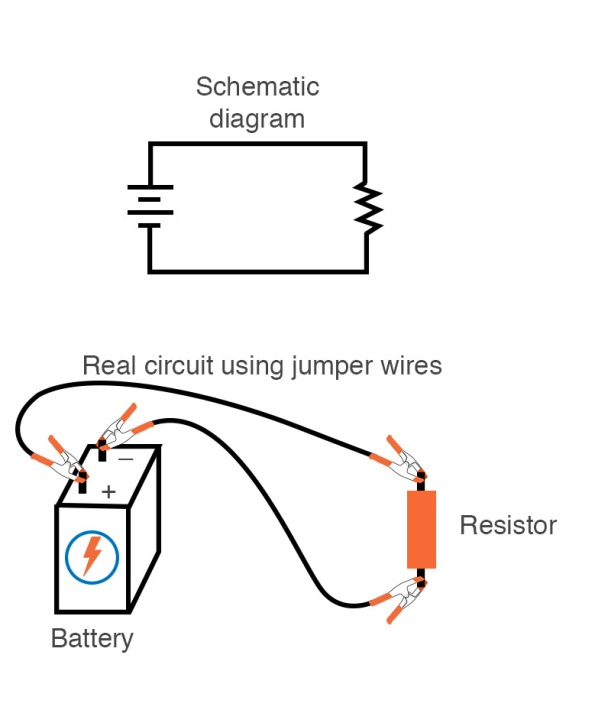 Schematic
diagram
Real circuit using jumper wires
−
+
Resistor
Battery